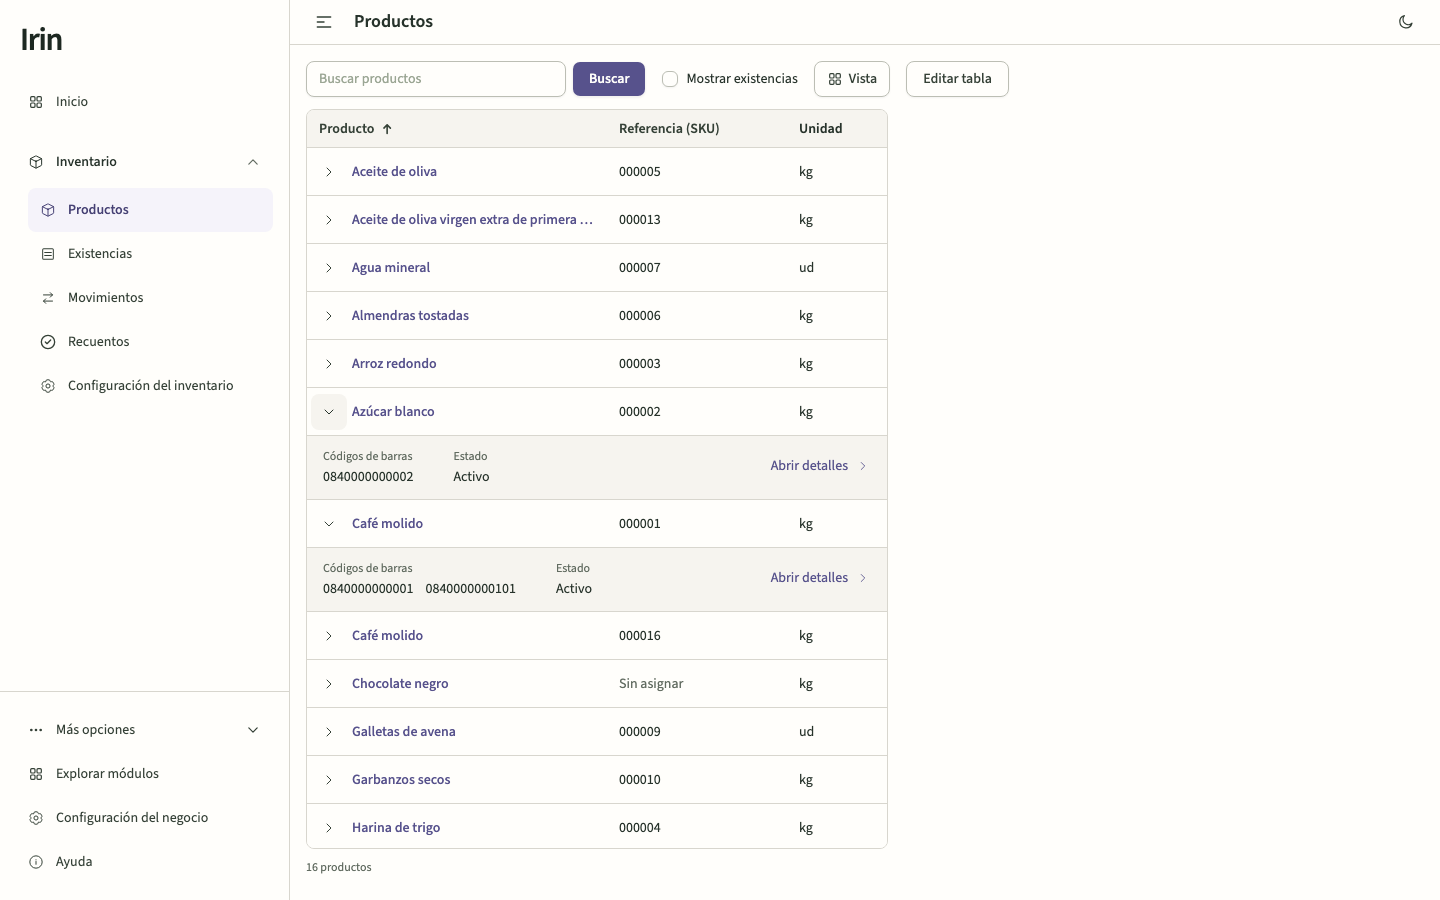 Irin
Productos
Inicio
Inventario
Productos
Existencias
Movimientos
Recuentos
Configuración del inventario
Más opciones
Explorar módulos
Configuración del negocio
Ayuda
Buscar productos
Buscar
Mostrar existencias
Vista
Editar tabla
Producto Referencia (SKU) Unidad
Aceite de oliva 000005 kg
Aceite de oliva virgen extra de primera ... 000013 kg
Agua mineral 000007 ud
Almendras tostadas 000006 kg
Arroz redondo 000003 kg
Azúcar blanco 000002 kg
Códigos de barras Estado
0840000000002 Activo
Abrir detalles
Café molido 000001 kg
Códigos de barras Estado
0840000000001 0840000000101 Activo
Abrir detalles
Café molido 000016 kg
Chocolate negro Sin asignar kg
Galletas de avena 000009 ud
Garbanzos secos 000010 kg
Harina de trigo 000004 kg
16 productos